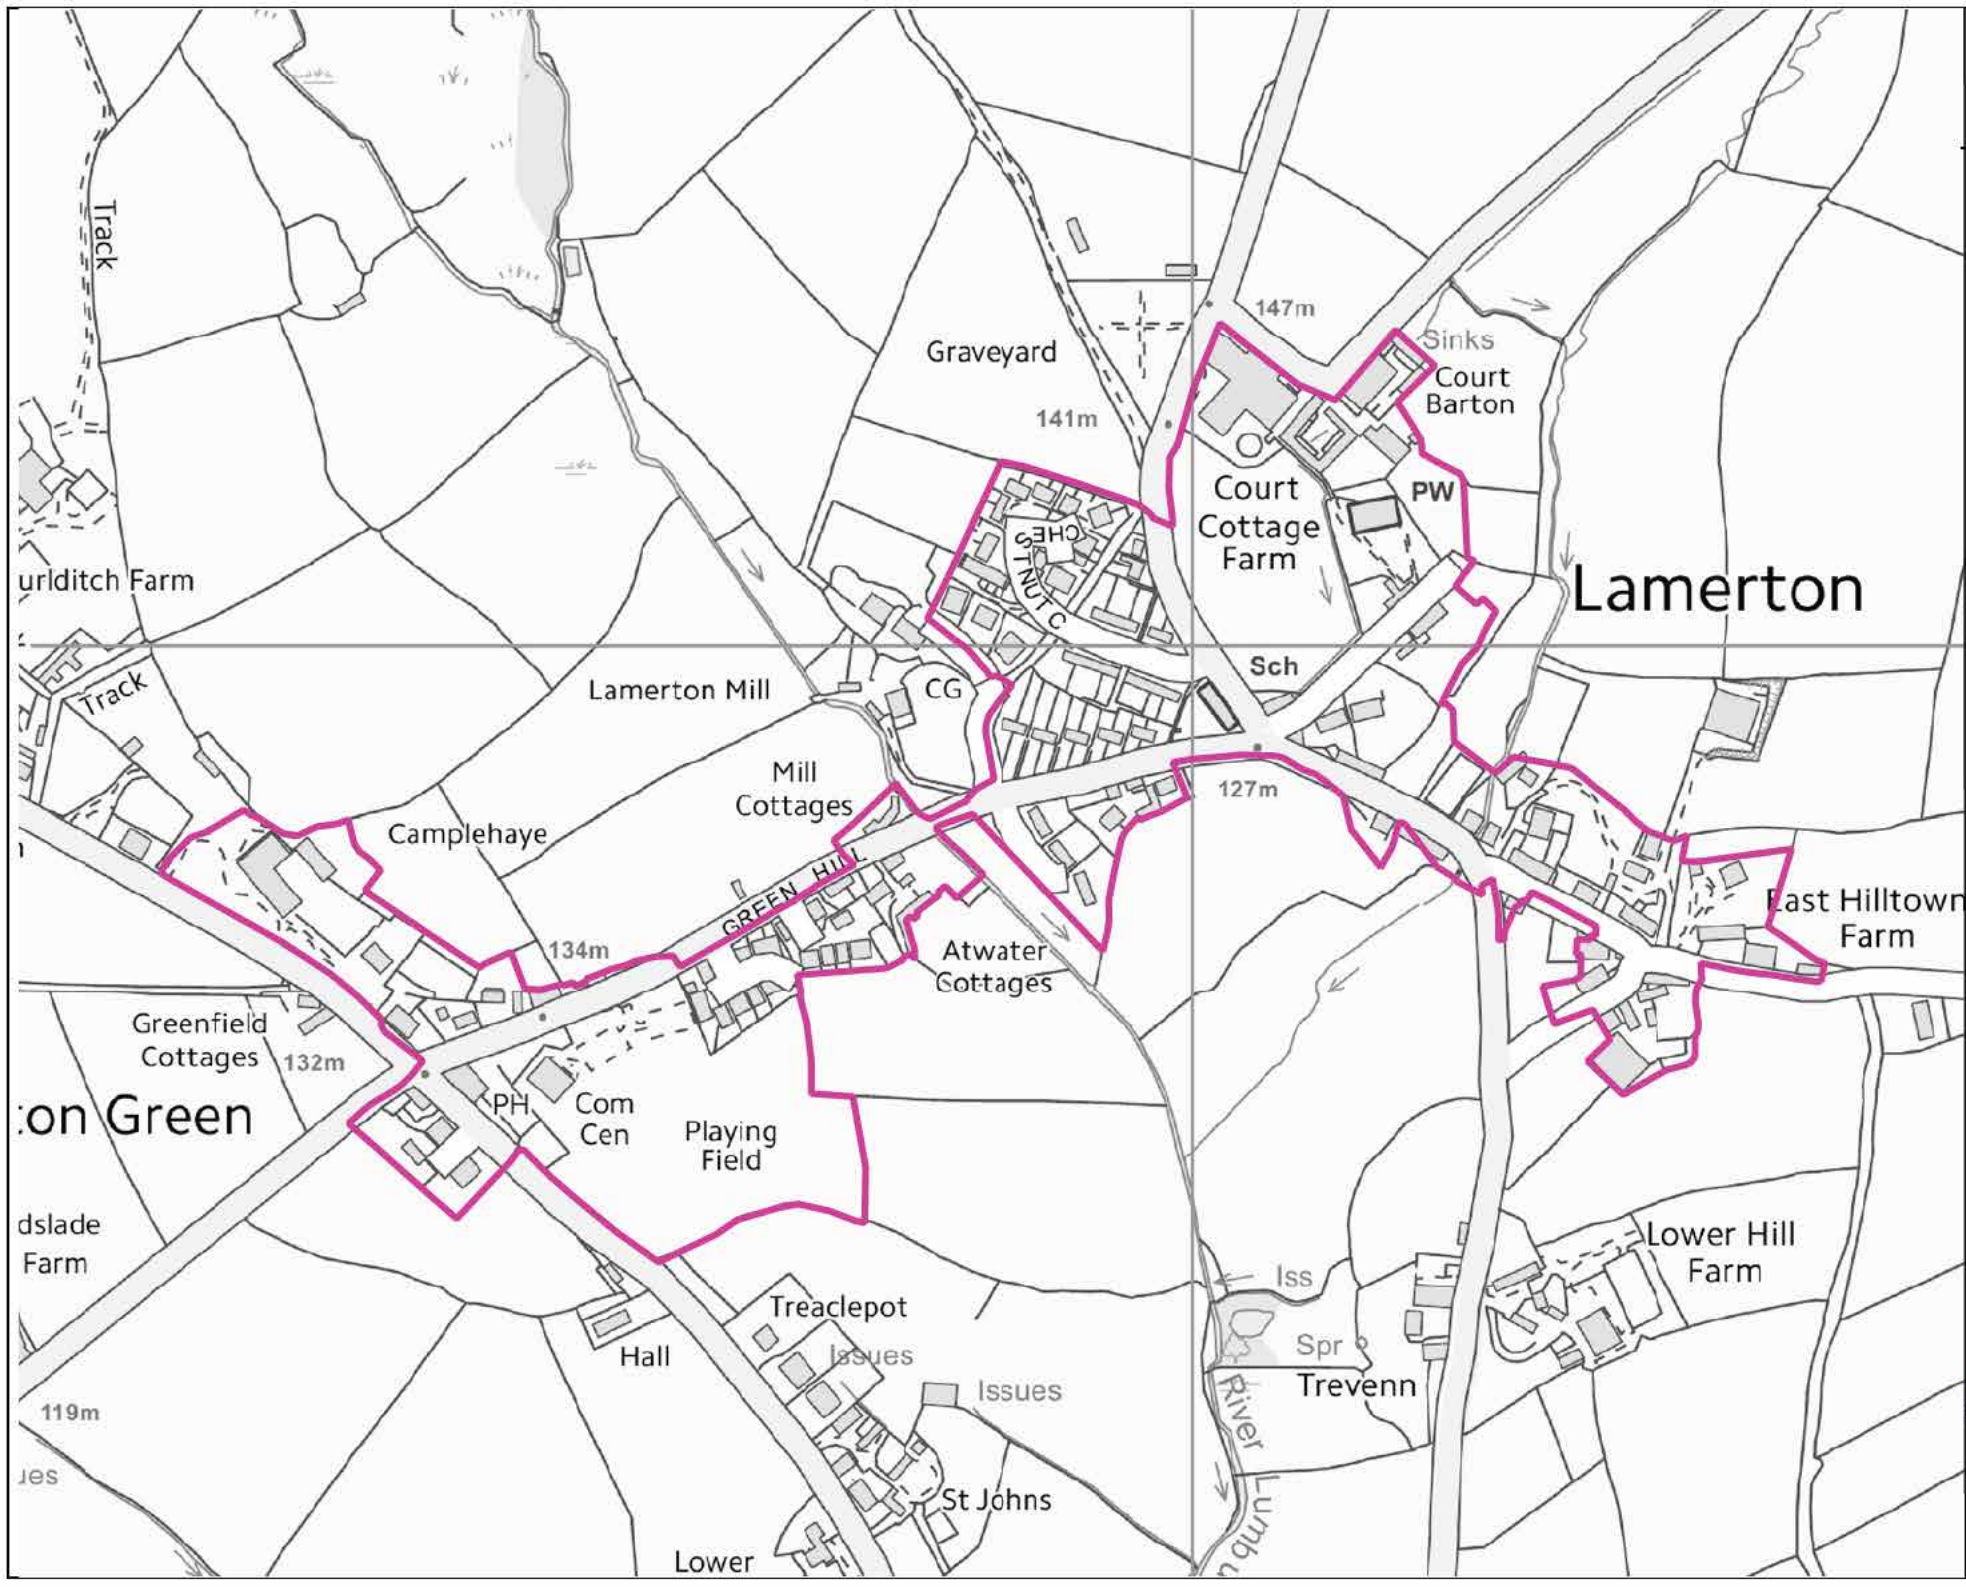 Track
147m
Sinks
Graveyard
Court
Barton
141m
Court
Cottage
Farm
PW
CHE
STNUT C
urlditch Farm
Lamerton
Sch
Track
Lamerton Mill
CG
Mill
Cottages
127m
Camplehaye
GREEN HILL
East Hilltown
Farm
134m
Atwater
Cottages
Greenfield
Cottages
132m
ton Green
PH
Com
Cen
Playing
Field
dslade
Farm
Lower Hill
Farm
Iss
Treaclepot
Issues
Spr
Hall
Issues
Trevenn
119m
River
Lumbu
ues
St Johns
Lower